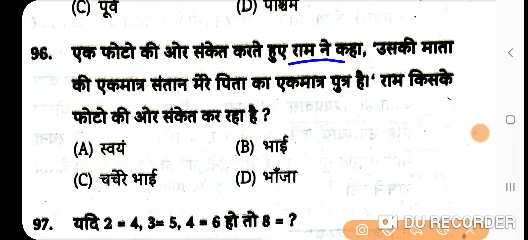 (C) पूर्व (D) पश्चिम
96. एक फोटो की ओर संकेत करते हुए राम ने कहा, 'उसकी माता
की एकमात्र संतान मेरे पिता का एकमात्र पुत्र है।' राम किसके
फोटो की ओर संकेत कर रहा है ?
(A) स्वयं (B) भाई
(C) चचेरे भाई (D) भाँजा
97. यदि 2 = 4, 3= 5, 4 = 6 हो तो 8 = ?
DU RECORDER